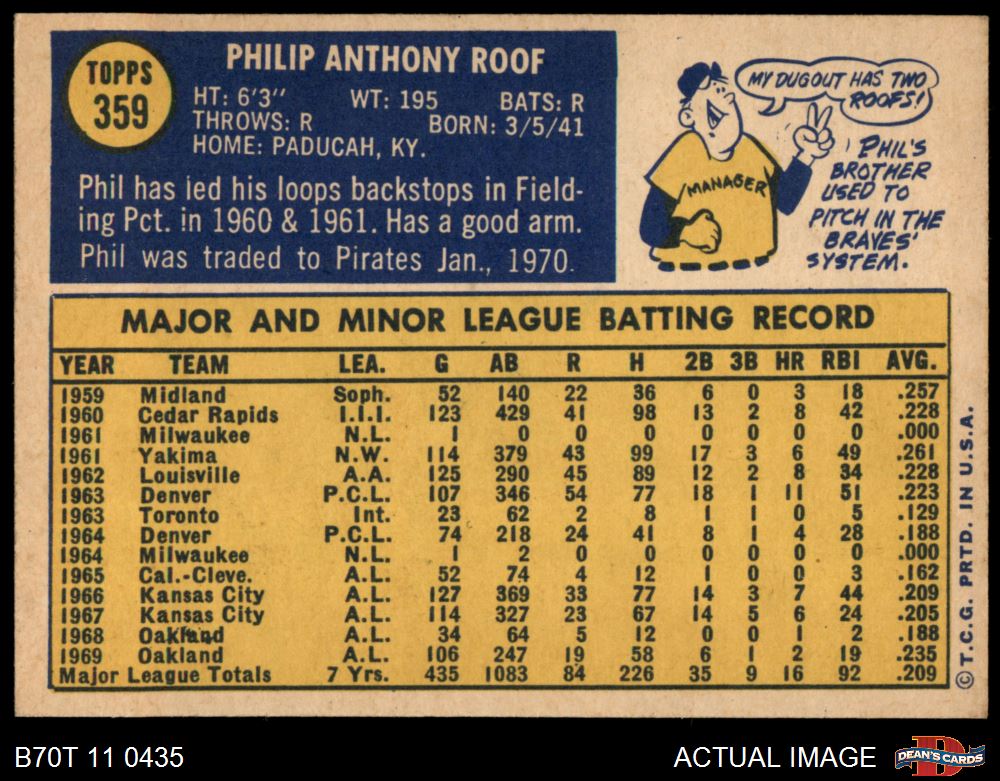 TOPPS
359
PHILIP ANTHONY ROOF
HT: 6'3" WT: 195 BATS: R
THROWS: R BORN: 3/5/41
HOME: PADUCAH, KY.
Phil has led his loops backstops in Field-
ing Pct. in 1960 & 1961. Has a good arm.
Phil was traded to Pirates Jan., 1970.
MY DUGOUT HAS TWO
ROOFS!
MANAGER
PHIL'S
BROTHER
USED TO
PITCH IN THE
BRAVES'
SYSTEM.
MAJOR AND MINOR LEAGUE BATTING RECORD
YEAR TEAM LEA. G AB R H 2B 3B HR RBI AVG.
1959 Midland Soph. 52 140 22 36 6 0 3 18 .257
1960 Cedar Rapids I.I.I. 123 429 41 98 13 2 8 42 .228
1961 Milwaukee N.L. 1 0 0 0 0 0 0 0 .000
1961 Yakima N.W. 114 379 43 99 17 3 6 49 .261
1962 Louisville A.A. 125 290 45 89 12 2 8 34 .228
1963 Denver P.C.L. 107 346 54 77 18 1 11 51 .223
1963 Toronto Int. 23 62 2 8 1 1 0 5 .129
1964 Denver P.C.L. 74 218 24 41 8 1 4 28 .188
1964 Milwaukee N.L. 1 2 0 0 0 0 0 0 .000
1965 Cal.-Cleve. A.L. 52 74 4 12 1 0 0 3 .162
1966 Kansas City A.L. 127 369 33 77 14 3 7 44 .209
1967 Kansas City A.L. 114 327 23 67 14 5 6 24 .205
1968 Oakland A.L. 34 64 5 12 0 0 1 2 .188
1969 Oakland A.L. 106 247 19 58 6 1 2 19 .235
Major League Totals 7 Yrs. 435 1083 84 226 35 9 16 92 .209
© T.C.G. PRTD. IN U.S.A.
B70T 11 0435
ACTUAL IMAGE
D
DEAN'S CARDS